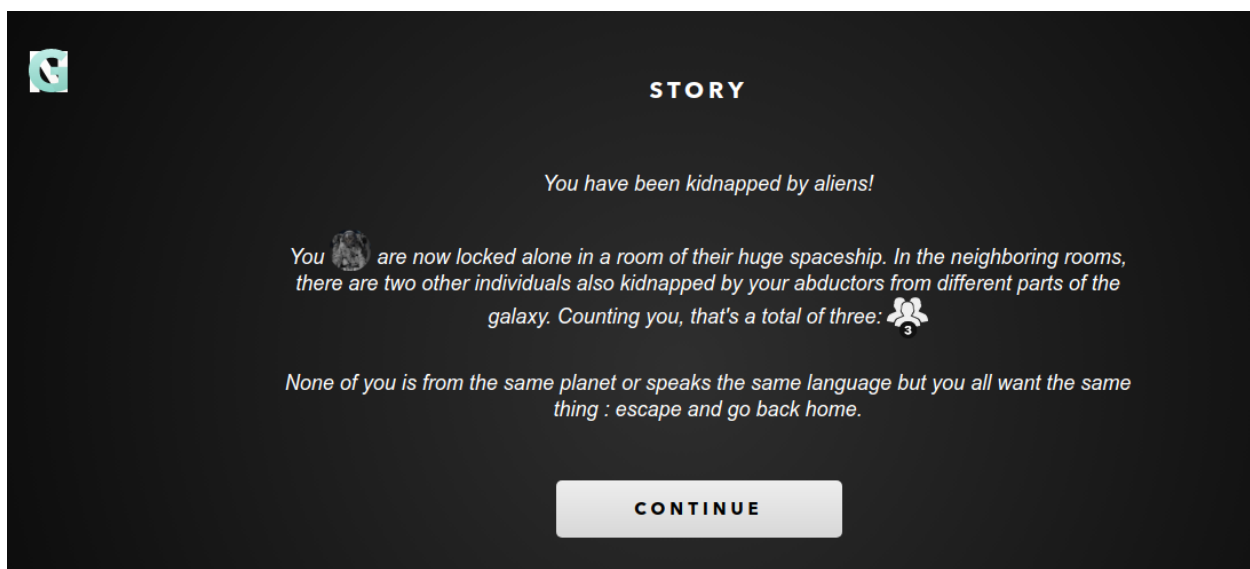 G
STORY
You have been kidnapped by aliens!
You are now locked alone in a room of their huge spaceship. In the neighboring rooms,
there are two other individuals also kidnapped by your abductors from different parts of the
galaxy. Counting you, that's a total of three:
3
None of you is from the same planet or speaks the same language but you all want the same
thing : escape and go back home.
CONTINUE